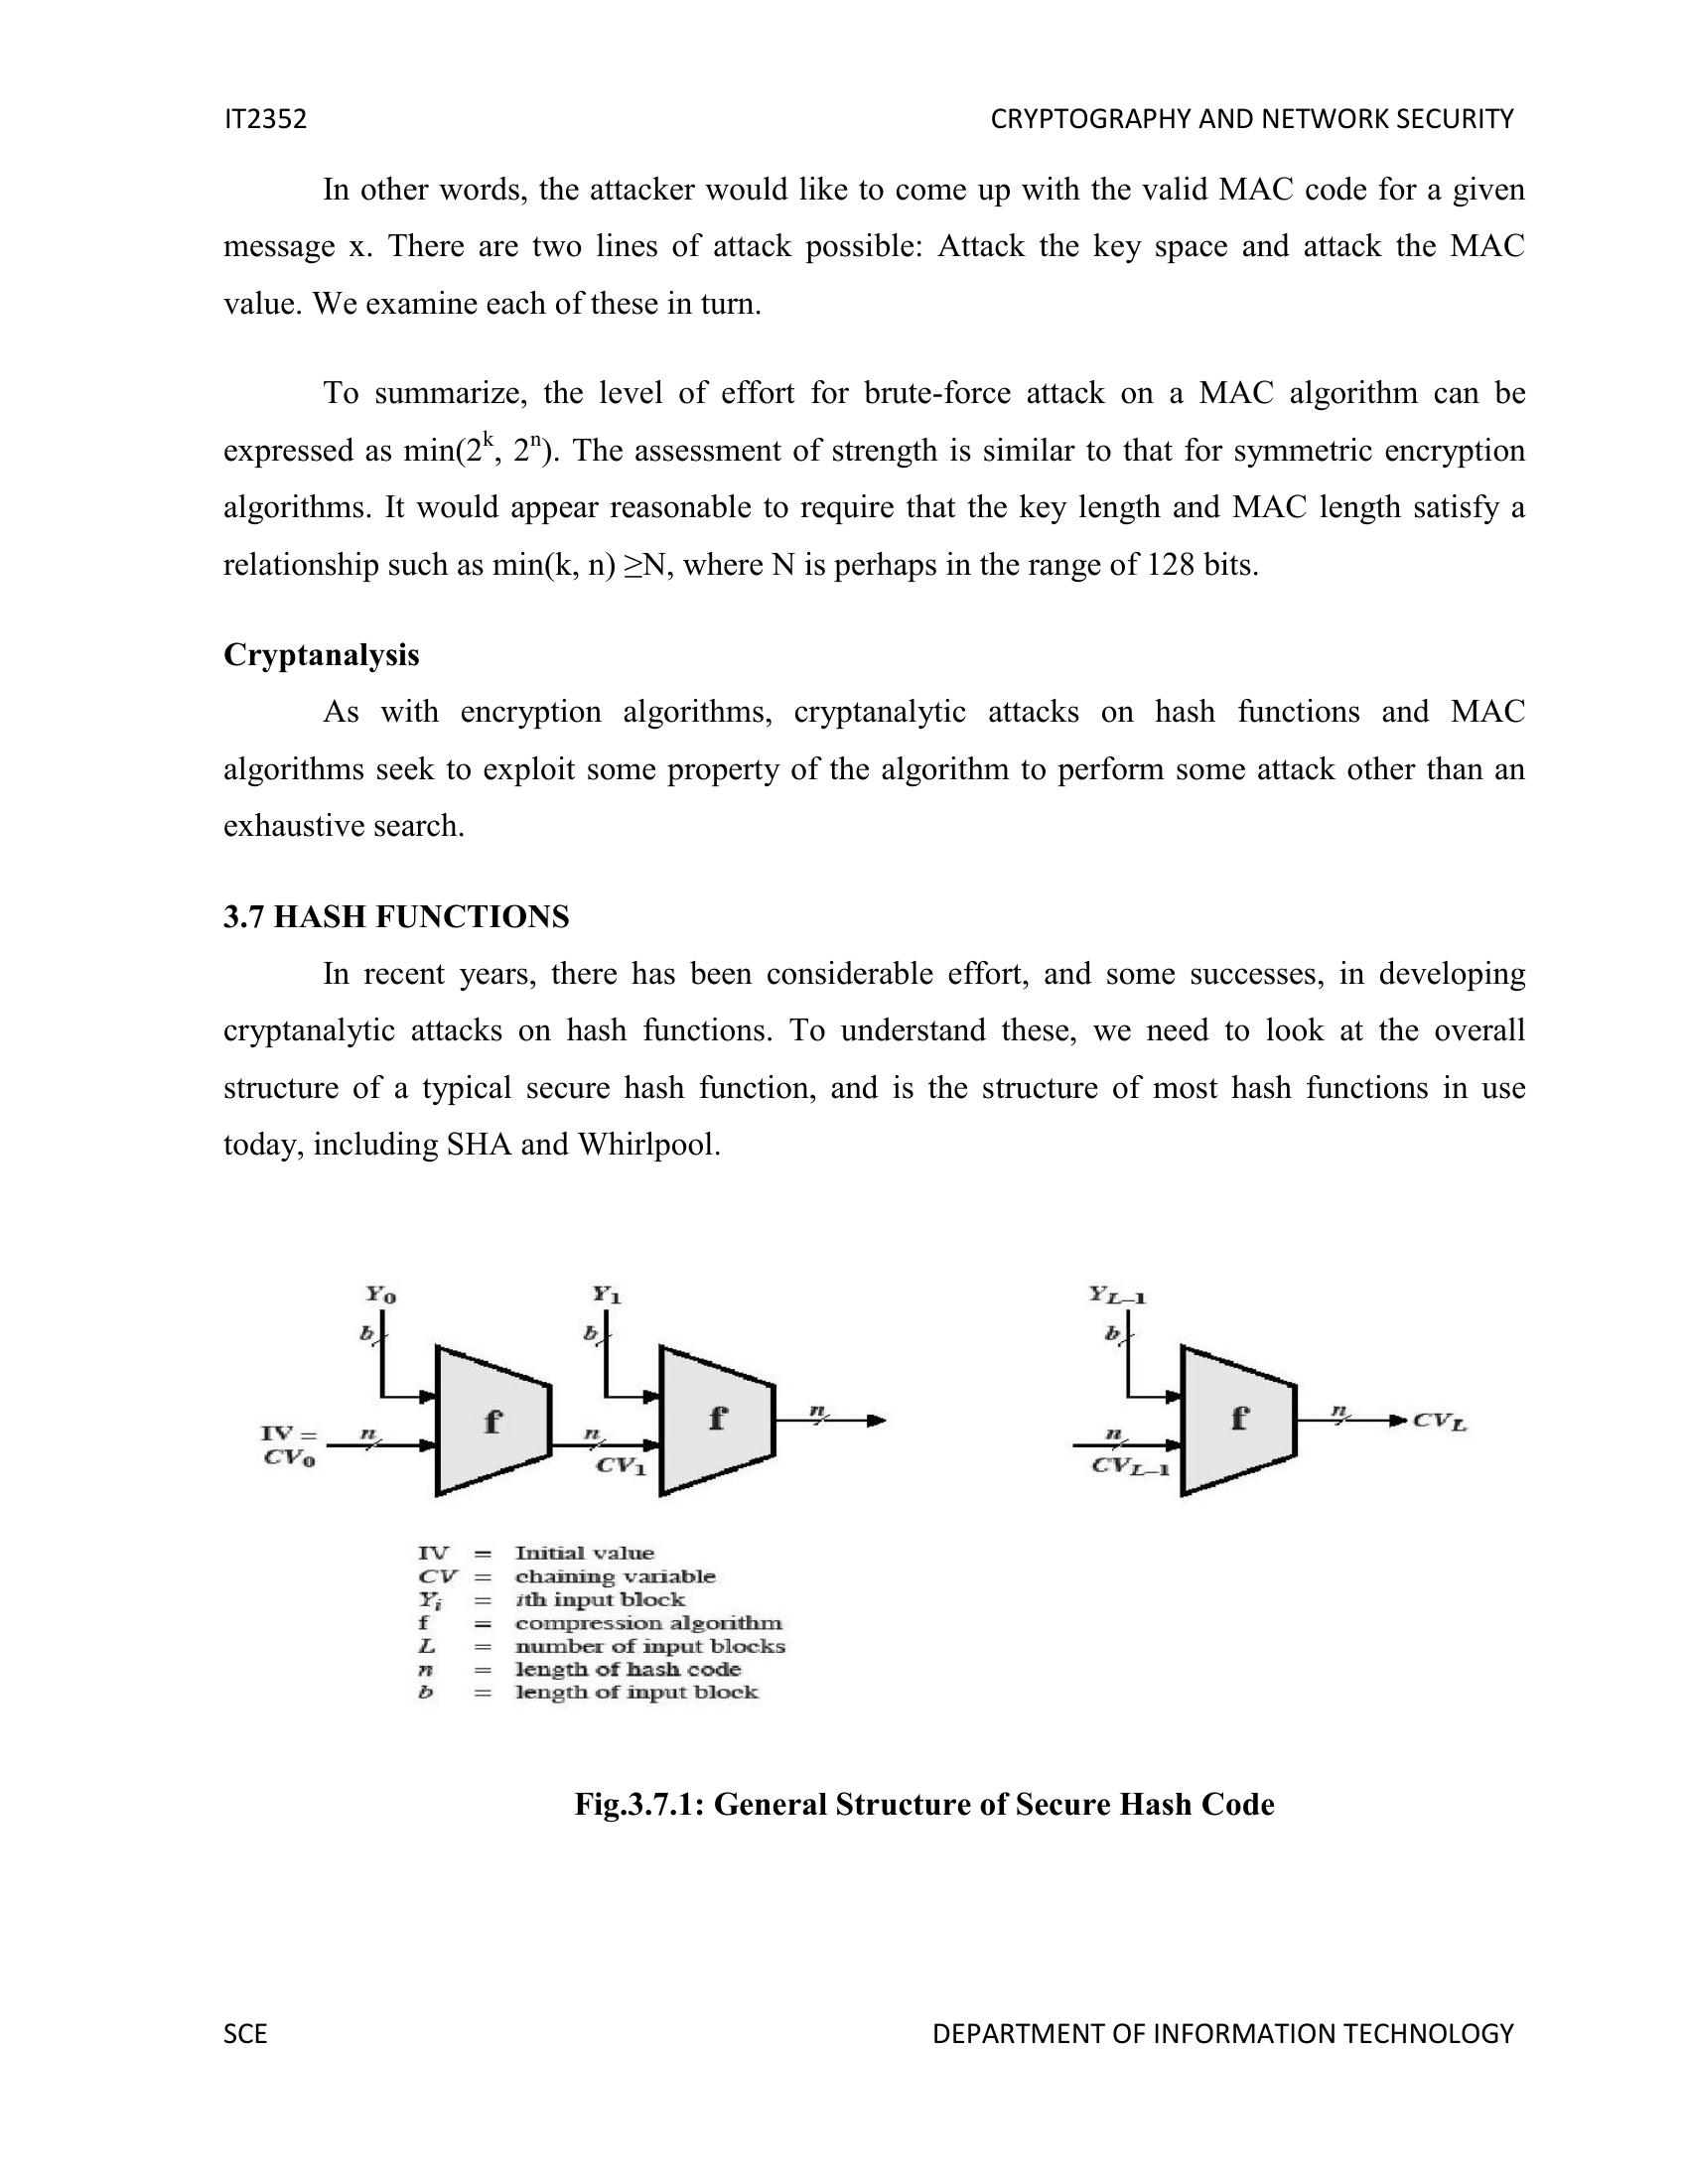 IT2352 CRYPTOGRAPHY AND NETWORK SECURITY
In other words, the attacker would like to come up with the valid MAC code for a given
message x. There are two lines of attack possible: Attack the key space and attack the MAC
value. We examine each of these in turn.
To summarize, the level of effort for brute-force attack on a MAC algorithm can be
expressed as min(2^k, 2^n). The assessment of strength is similar to that for symmetric encryption
algorithms. It would appear reasonable to require that the key length and MAC length satisfy a
relationship such as min(k, n) ≥N, where N is perhaps in the range of 128 bits.
Cryptanalysis
As with encryption algorithms, cryptanalytic attacks on hash functions and MAC
algorithms seek to exploit some property of the algorithm to perform some attack other than an
exhaustive search.
3.7 HASH FUNCTIONS
In recent years, there has been considerable effort, and some successes, in developing
cryptanalytic attacks on hash functions. To understand these, we need to look at the overall
structure of a typical secure hash function, and is the structure of most hash functions in use
today, including SHA and Whirlpool.
Y0 Y1 YL–1
b b b
f f f
n n CVL
IV = n n n
CV0 CV1 CVL–1
IV = Initial value
CV = chaining variable
Yi = ith input block
f = compression algorithm
L = number of input blocks
n = length of hash code
b = length of input block
Fig.3.7.1: General Structure of Secure Hash Code
SCE DEPARTMENT OF INFORMATION TECHNOLOGY